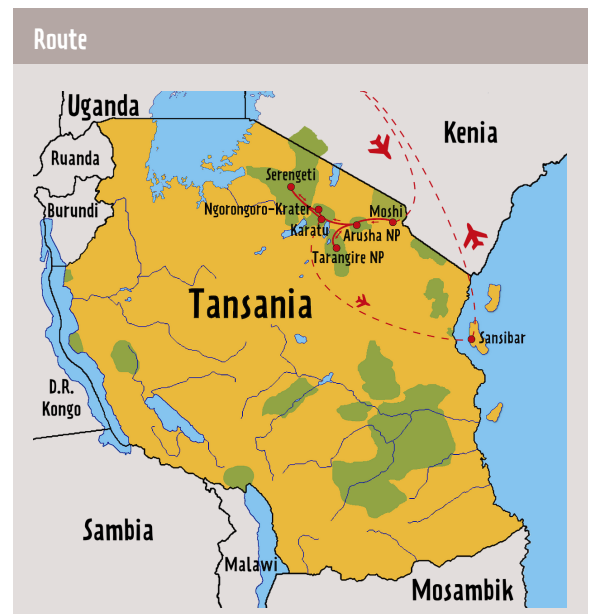 Route
Uganda
Kenia
Ruanda
Serengeti
Burundi
Ngorongoro-Krater
Moshi
Karatu
Arusha NP
Tarangire NP
Tansania
Sansibar
D.R.
Kongo
Sambia
Malawi
Mosambik